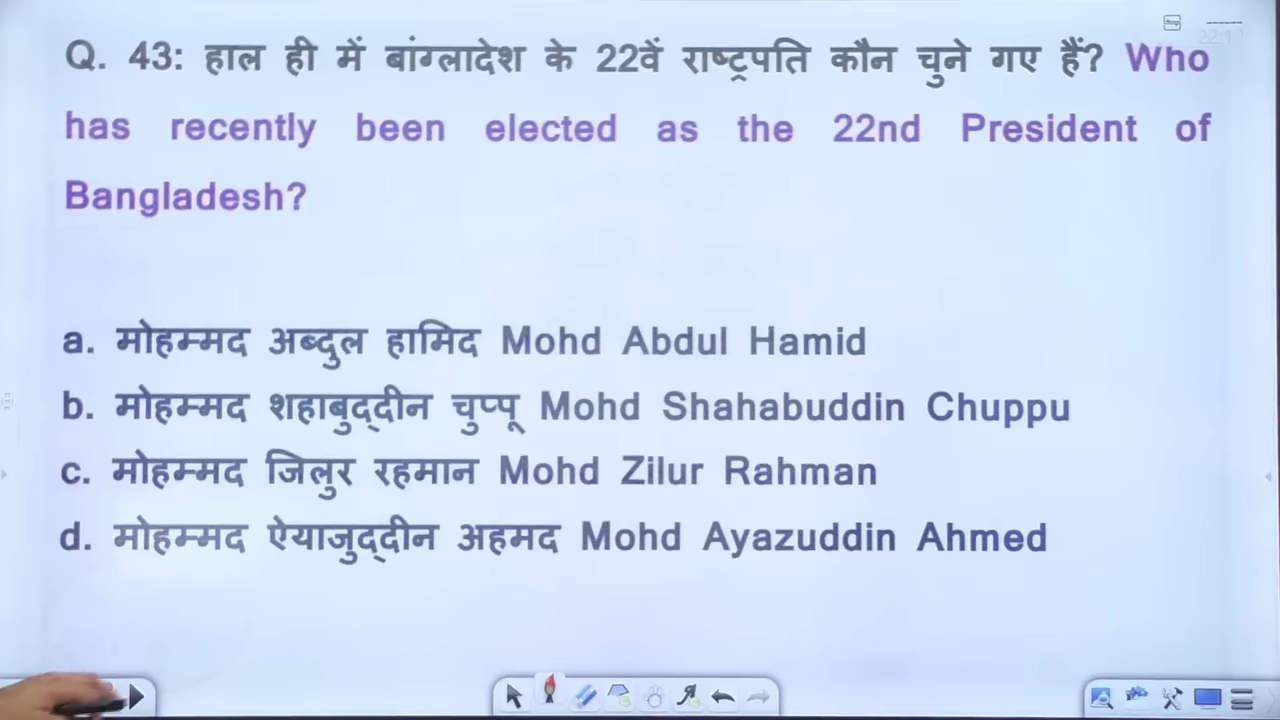 Q. 43: हाल ही में बांग्लादेश के 22वें राष्ट्रपति कौन चुने गए हैं? Who
has recently been elected as the 22nd President of
Bangladesh?
a. मोहम्मद अब्दुल हामिद Mohd Abdul Hamid
b. मोहम्मद शहाबुद्दीन चुप्पू Mohd Shahabuddin Chuppu
c. मोहम्मद जिलुर रहमान Mohd Zilur Rahman
d. मोहम्मद ऐयाजुद्दीन अहमद Mohd Ayazuddin Ahmed